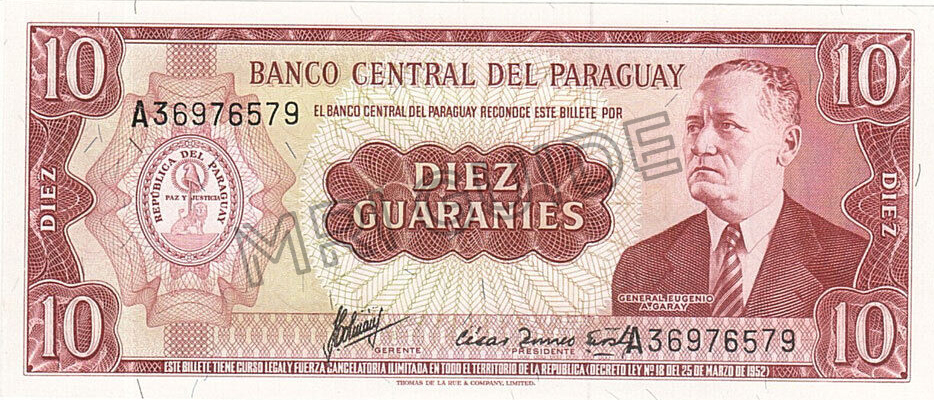 10
10
BANCO CENTRAL DEL PARAGUAY
A36976579
EL BANCO CENTRAL DEL PARAGUAY RECONOCE ESTE BILLETE POR
REPÚBLICA DEL PARAGUAY
PAZ Y JUSTICIA
DIEZ
DIEZ
DIEZ
GUARANIES
GENERAL EUGENIO
A. GARAY
10
10
GERENTE
PRESIDENTE
A36976579
ESTE BILLETE TIENE CURSO LEGAL Y FUERZA CANCELATORIA ILIMITADA EN TODO EL TERRITORIO DE LA REPUBLICA (DECRETO LEY Nº 18 DEL 25 DE MARZO DE 1952)
THOMAS DE LA RUE & COMPANY, LIMITED.